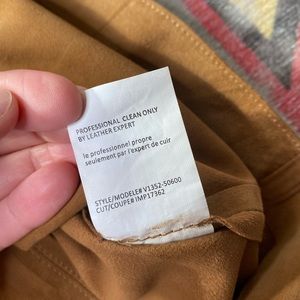 PROFESSIONAL CLEAN ONLY
BY LEATHER EXPERT
le professionnel propre
seulement par l'expert de cuir
STYLE/MODELE# V1352-50600
CUT/COUPE# IMP17362